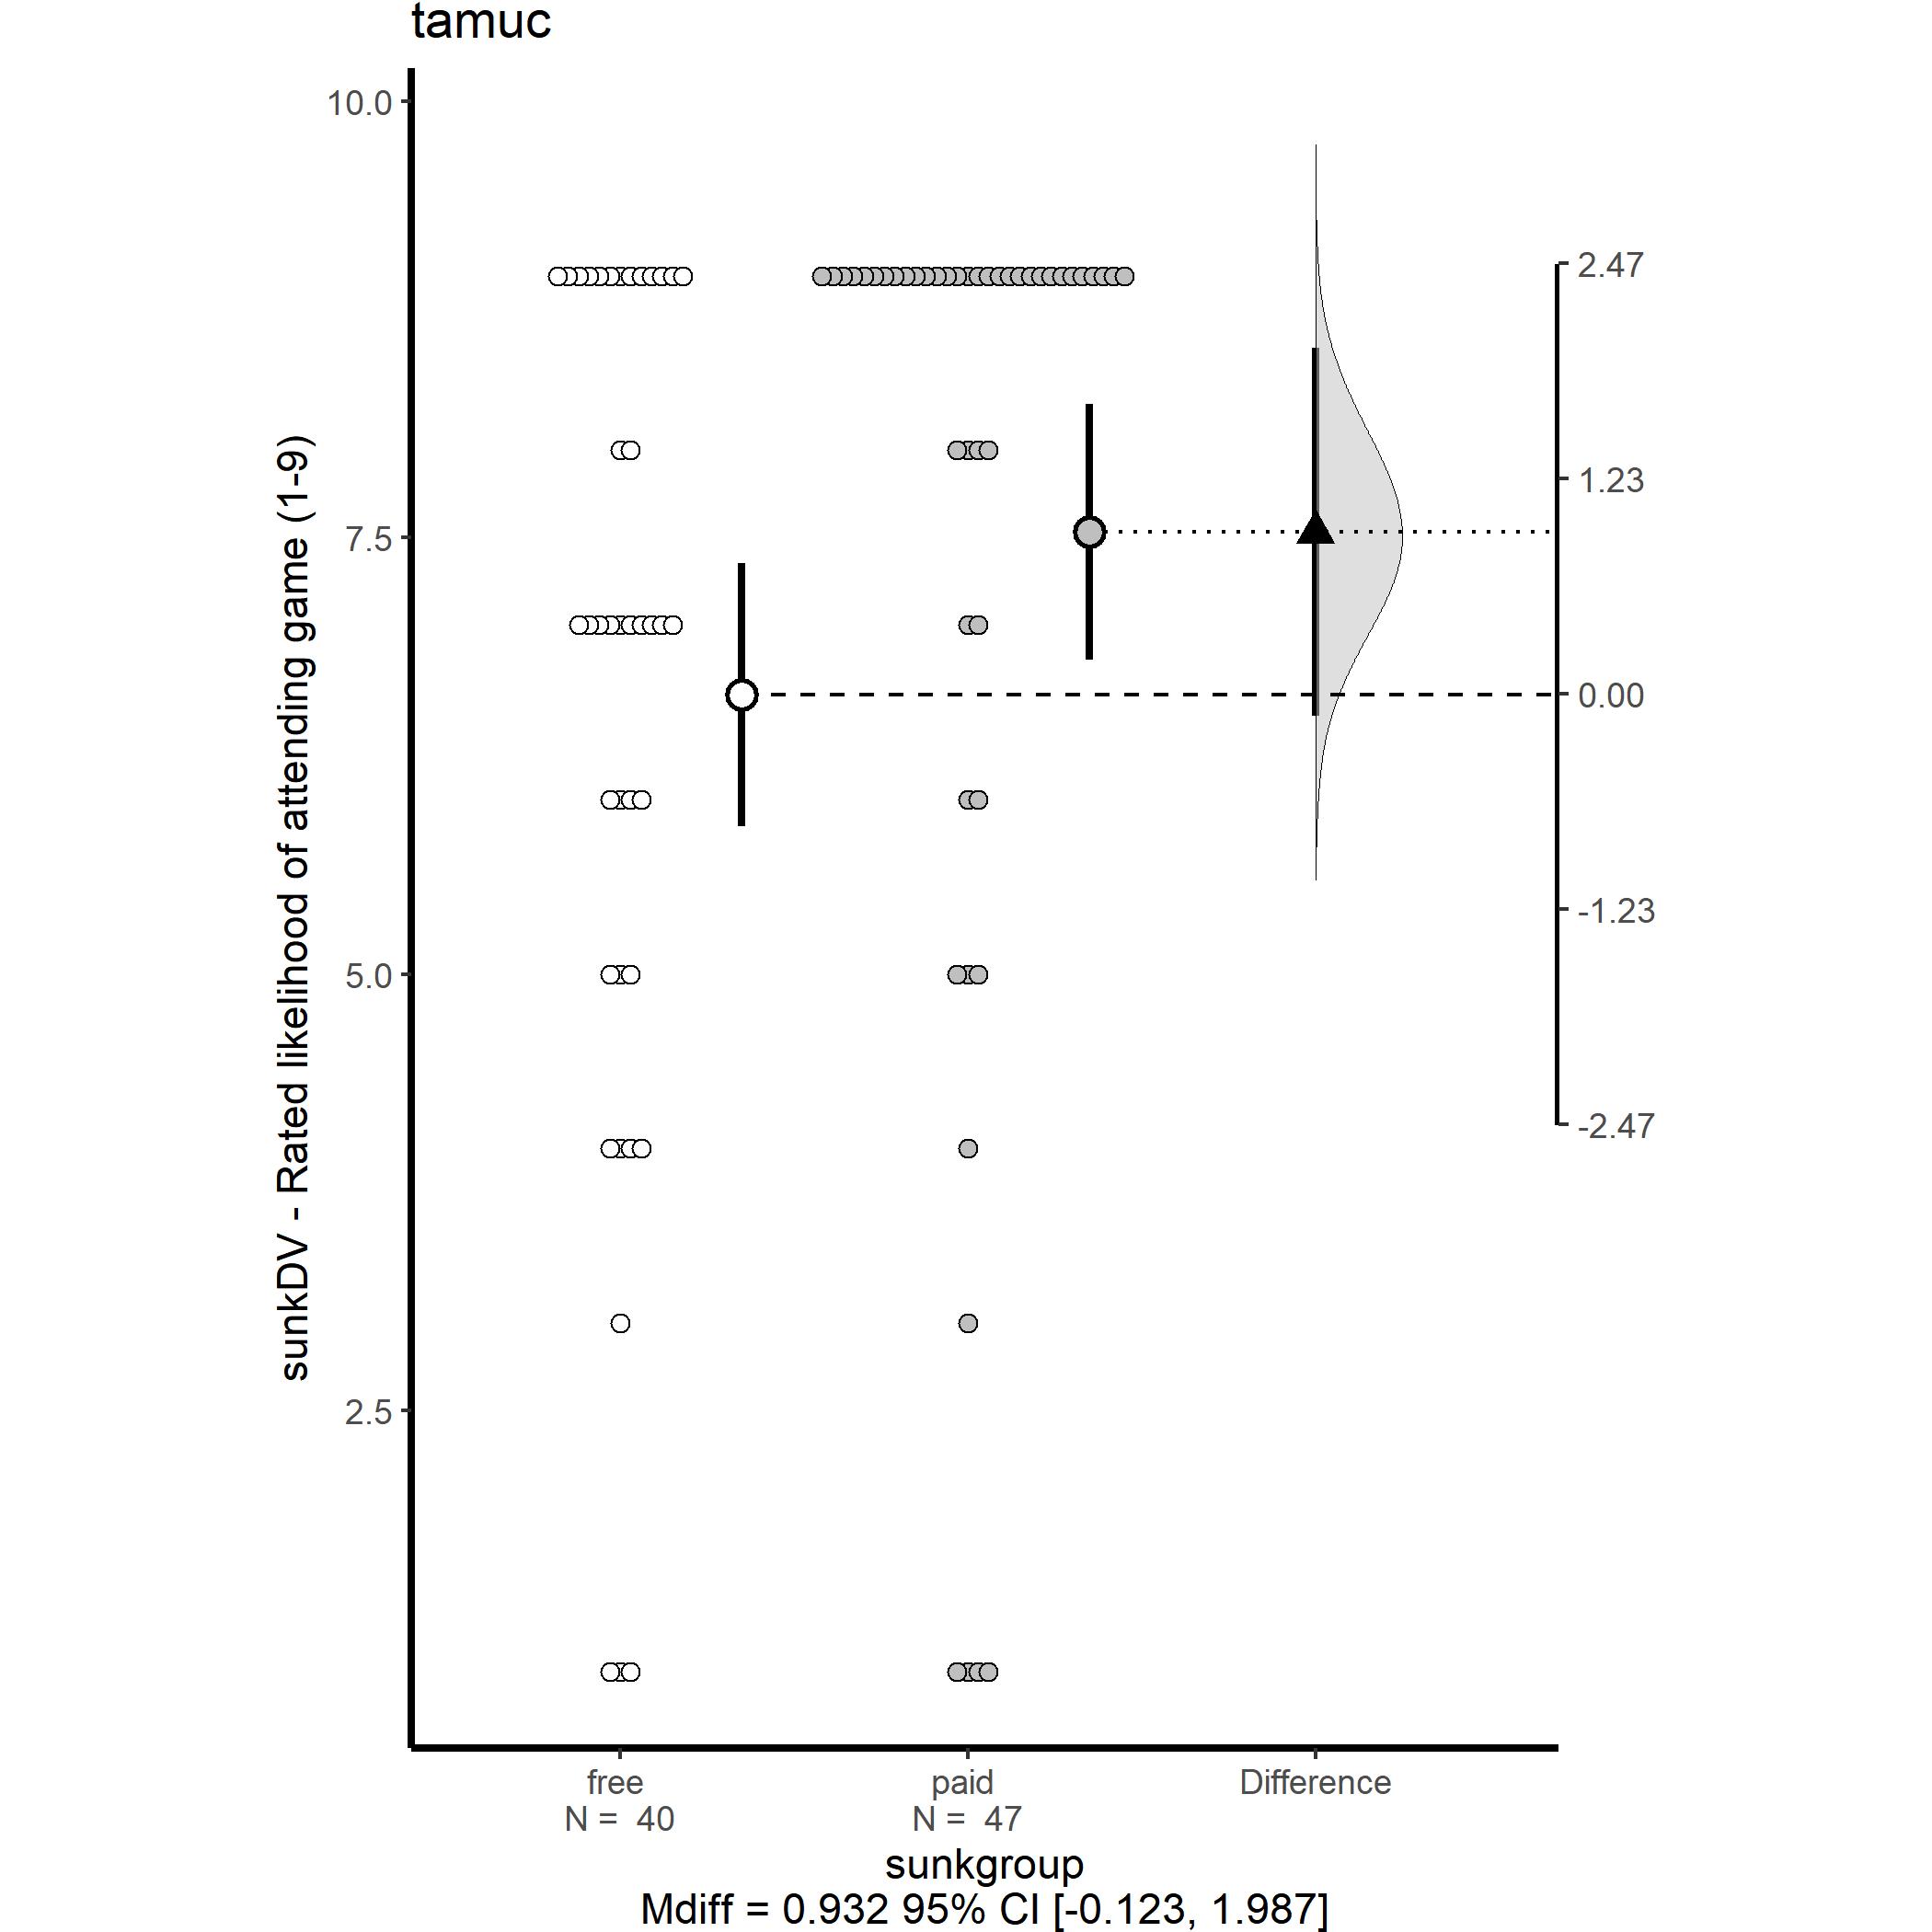 tamuc
10.0
7.5
5.0
2.5
sunkDV - Rated likelihood of attending game (1-9)
2.47
1.23
0.00
-1.23
-2.47
free
N =  40
paid
N =  47
Difference
sunkgroup
Mdiff = 0.932 95% CI [-0.123, 1.987]